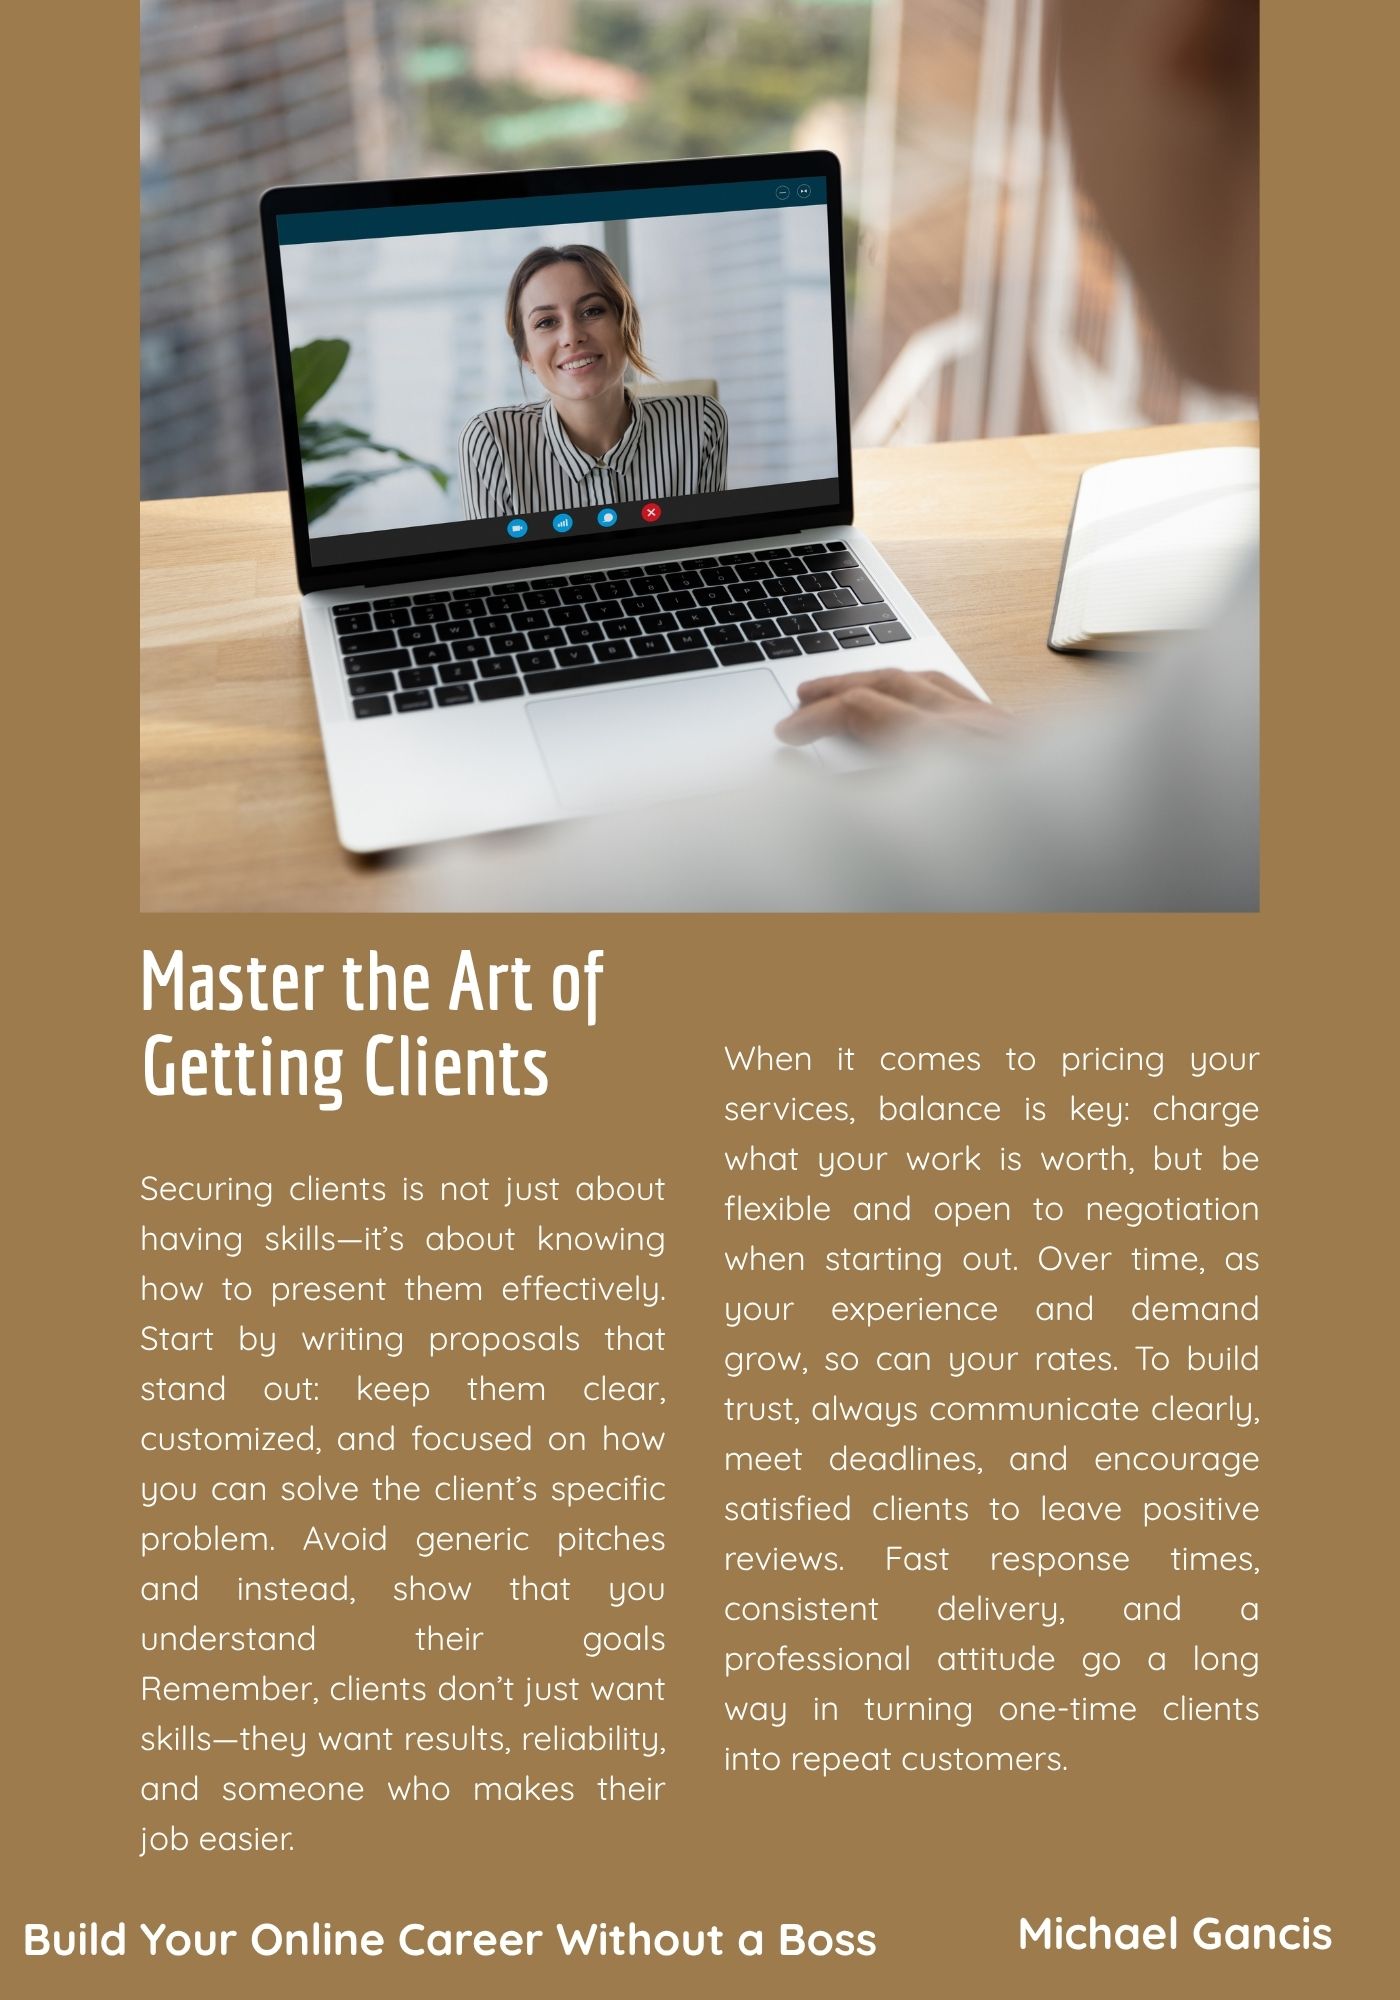 Master the Art of
Getting Clients
Securing clients is not just about
having skills—it’s about knowing
how to present them effectively.
Start by writing proposals that
stand out: keep them clear,
customized, and focused on how
you can solve the client’s specific
problem. Avoid generic pitches
and instead, show that you
understand their goals
Remember, clients don’t just want
skills—they want results, reliability,
and someone who makes their
job easier.
When it comes to pricing your
services, balance is key: charge
what your work is worth, but be
flexible and open to negotiation
when starting out. Over time, as
your experience and demand
grow, so can your rates. To build
trust, always communicate clearly,
meet deadlines, and encourage
satisfied clients to leave positive
reviews. Fast response times,
consistent delivery, and a
professional attitude go a long
way in turning one-time clients
into repeat customers.
Build Your Online Career Without a Boss
Michael Gancis